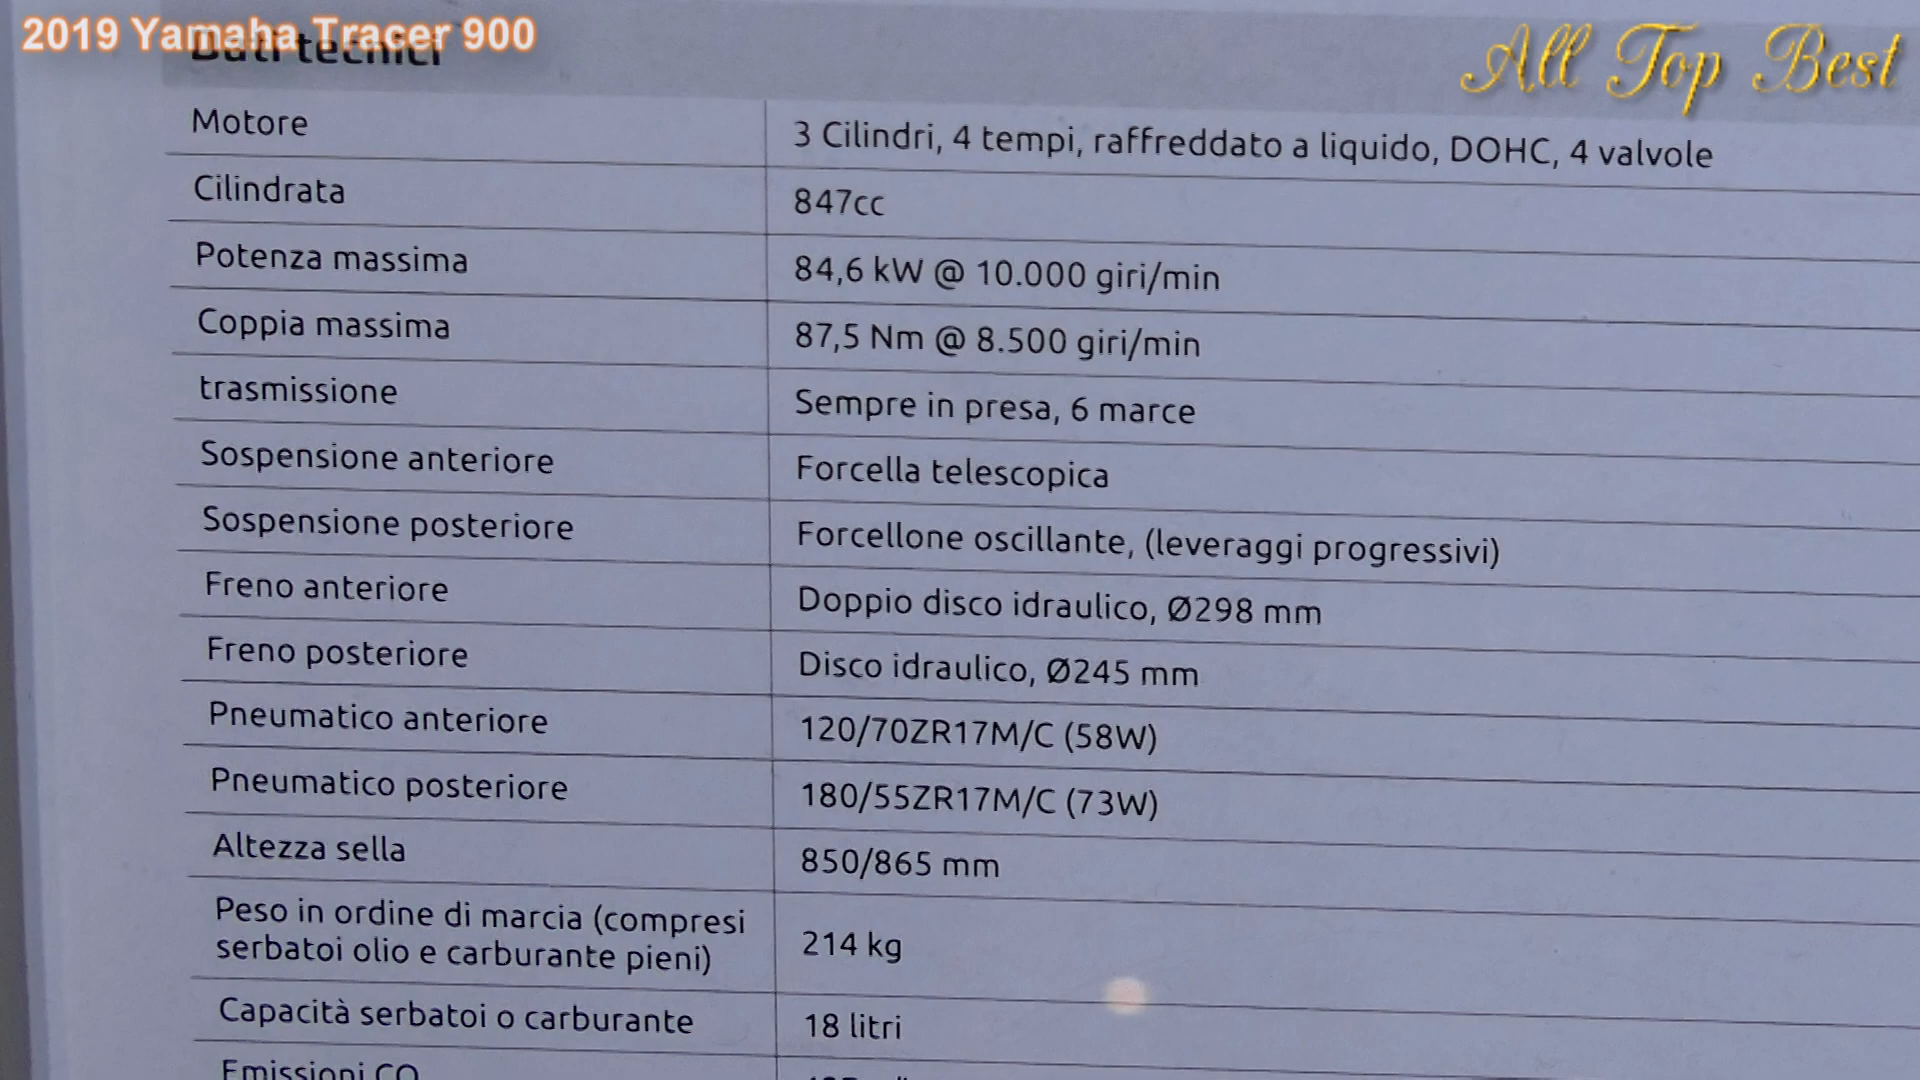 2019 Yamaha Tracer 900
All Top Best
Dati tecnici
Motore
3 Cilindri, 4 tempi, raffreddato a liquido, DOHC, 4 valvole
Cilindrata
847cc
Potenza massima
84,6 kW @ 10.000 giri/min
Coppia massima
87,5 Nm @ 8.500 giri/min
trasmissione
Sempre in presa, 6 marce
Sospensione anteriore
Forcella telescopica
Sospensione posteriore
Forcellone oscillante, (leveraggi progressivi)
Freno anteriore
Doppio disco idraulico, Ø298 mm
Freno posteriore
Disco idraulico, Ø245 mm
Pneumatico anteriore
120/70ZR17M/C (58W)
Pneumatico posteriore
180/55ZR17M/C (73W)
Altezza sella
850/865 mm
Peso in ordine di marcia (compresi
serbatoi olio e carburante pieni)
214 kg
Capacità serbatoi o carburante
18 litri
Emissioni CO